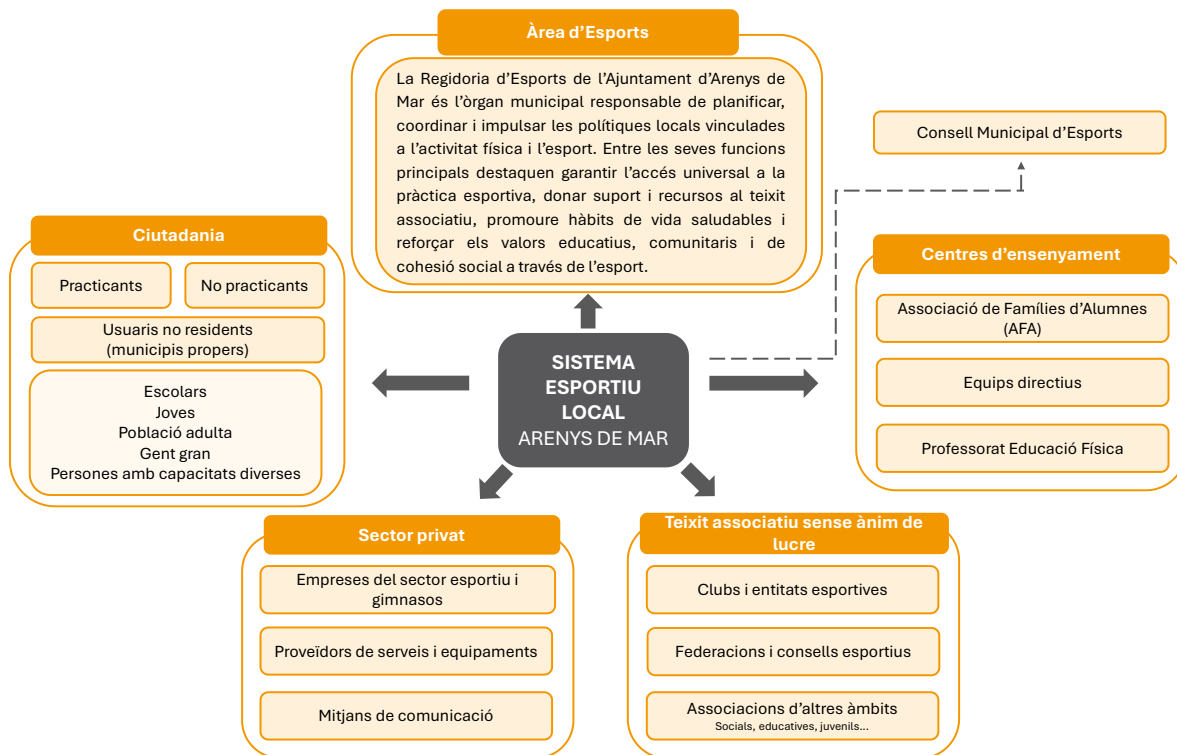 Àrea d’Esports
La Regidoria d’Esports de l’Ajuntament d’Arenys de
Mar és l’òrgan municipal responsable de planificar,
coordinar i impulsar les polítiques locals vinculades
a l’activitat física i l’esport. Entre les seves funcions
principals destaquen garantir l’accés universal a la
pràctica esportiva, donar suport i recursos al teixit
associatiu, promoure hàbits de vida saludables i
reforçar els valors educatius, comunitaris i de
cohesió social a través de l’esport.
Consell Municipal d’Esports
Ciutadania
Practicants
No practicants
Usuaris no residents
(municipis propers)
Escolars
Joves
Població adulta
Gent gran
Persones amb capacitats diverses
SISTEMA
ESPORTIU
LOCAL
ARENYS DE MAR
Centres d’ensenyament
Associació de Famílies d’Alumnes
(AFA)
Equips directius
Professorat Educació Física
Sector privat
Empreses del sector esportiu i
gimnasos
Proveïdors de serveis i equipaments
Mitjans de comunicació
Teixit associatiu sense ànim de
lucre
Clubs i entitats esportives
Federacions i consells esportius
Associacions d’altres àmbits
Socials, educatives, juvenils...